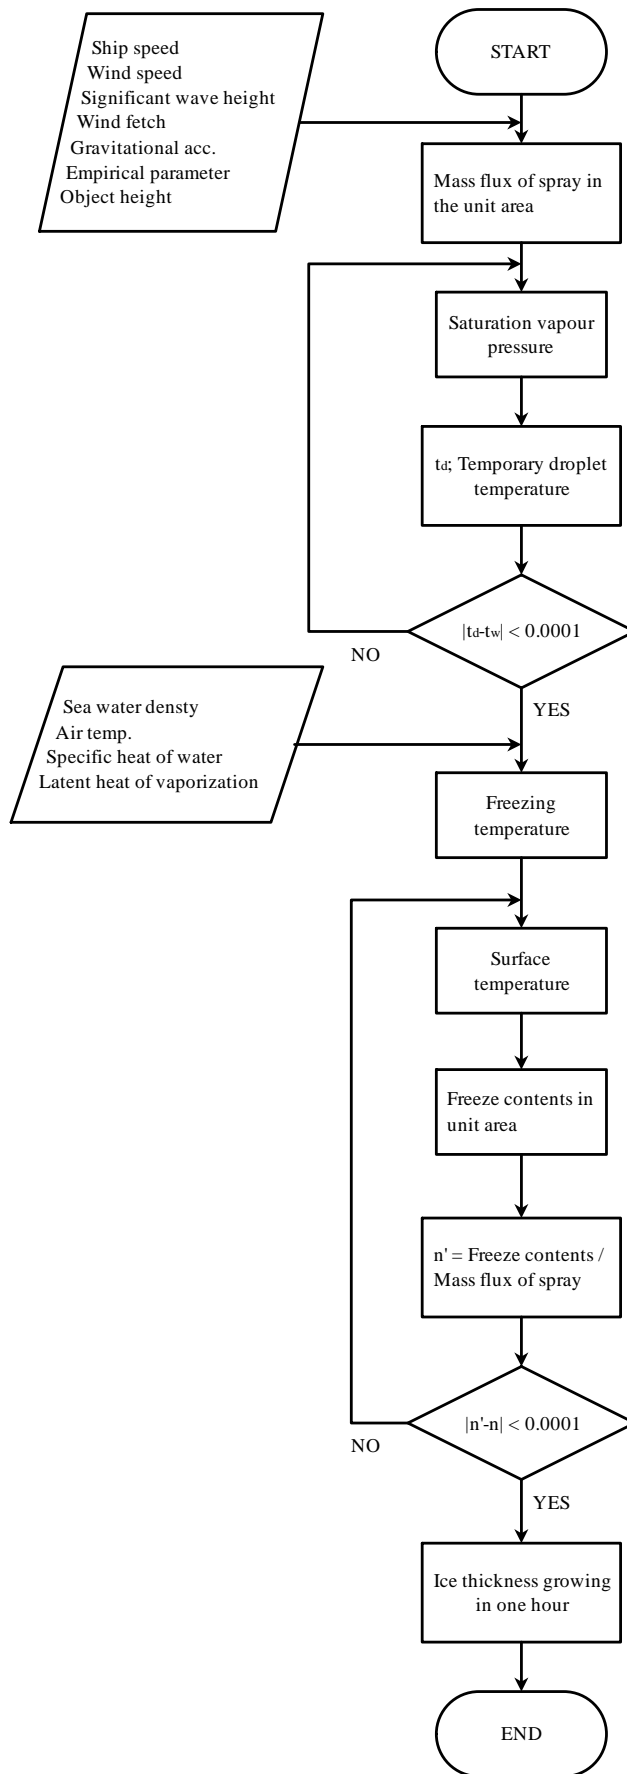 START
Ship speed
Wind speed
Significant wave height
Wind fetch
Gravitational acc.
Empirical parameter
Object height
Mass flux of spray in
the unit area
Saturation vapour
pressure
td; Temporary droplet
temperature
|td-tw| < 0.0001
NO
YES
Sea water densty
Air temp.
Specific heat of water
Latent heat of vaporization
Freezing
temperature
Surface
temperature
Freeze contents in
unit area
n' = Freeze contents /
Mass flux of spray
|n'-n| < 0.0001
NO
YES
Ice thickness growing
in one hour
END